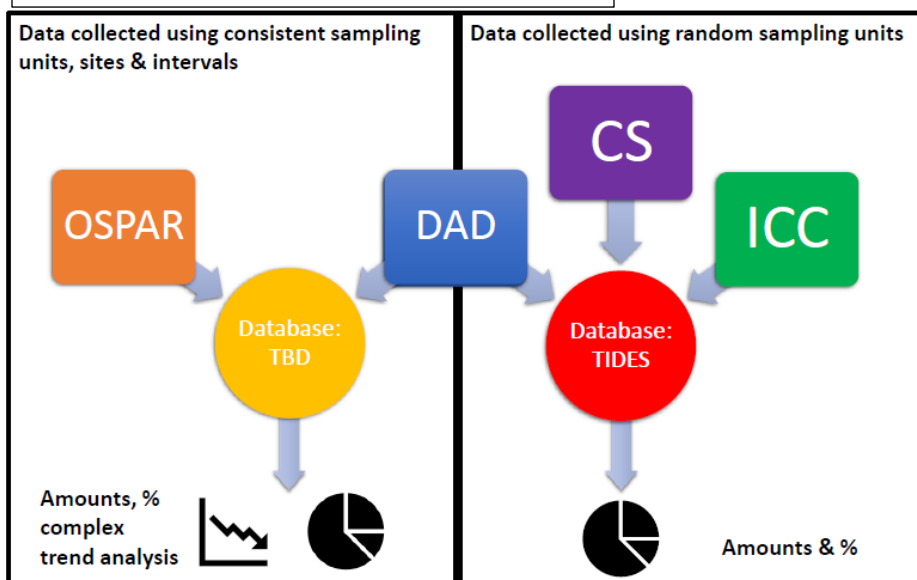 Data collected using consistent sampling
units, sites & intervals
Data collected using random sampling units
CS
OSPAR
DAD
ICC
Database:
TBD
Database:
TIDES
Amounts, %
complex
trend analysis
Amounts & %